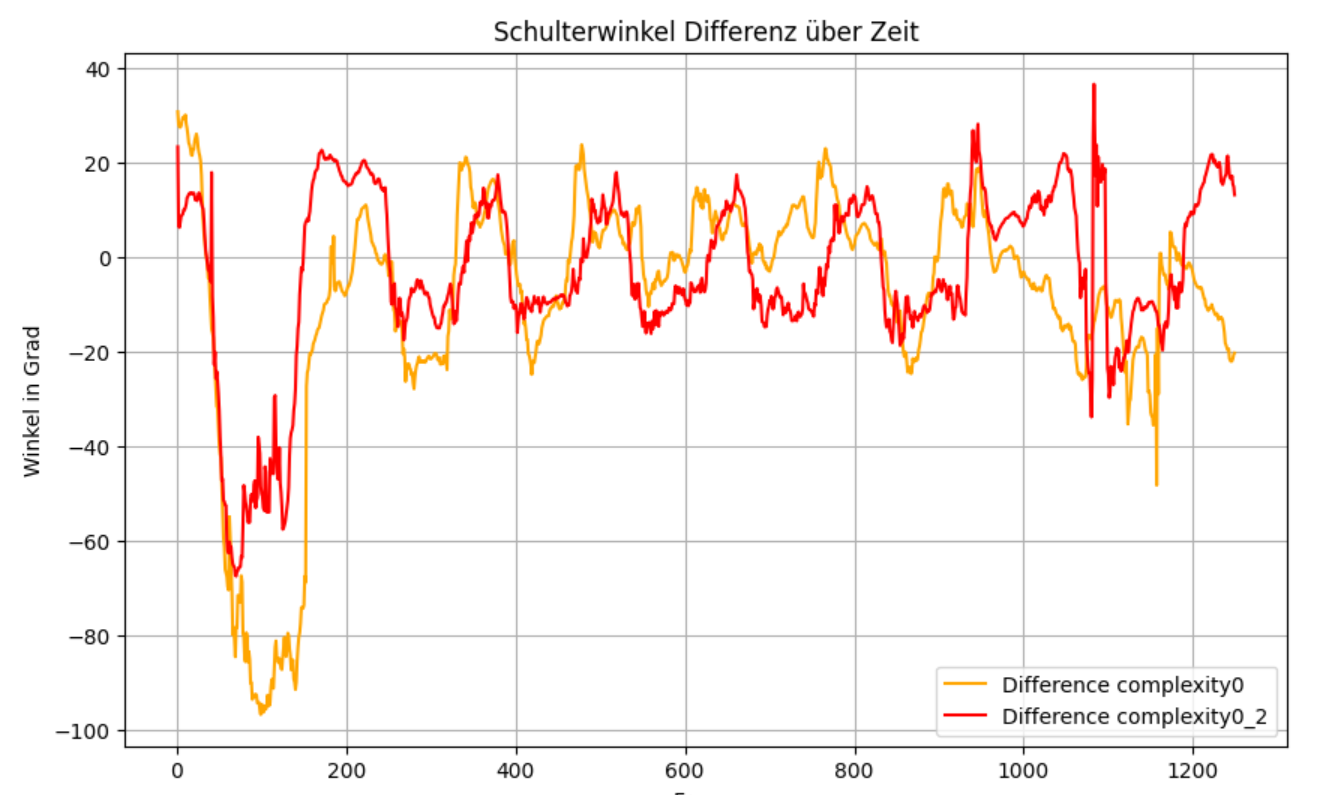 Schulterwinkel Differenz über Zeit
40
20
0
−20
−40
−60
−80
−100
Winkel in Grad
Difference complexity0
Difference complexity0_2
0 200 400 600 800 1000 1200